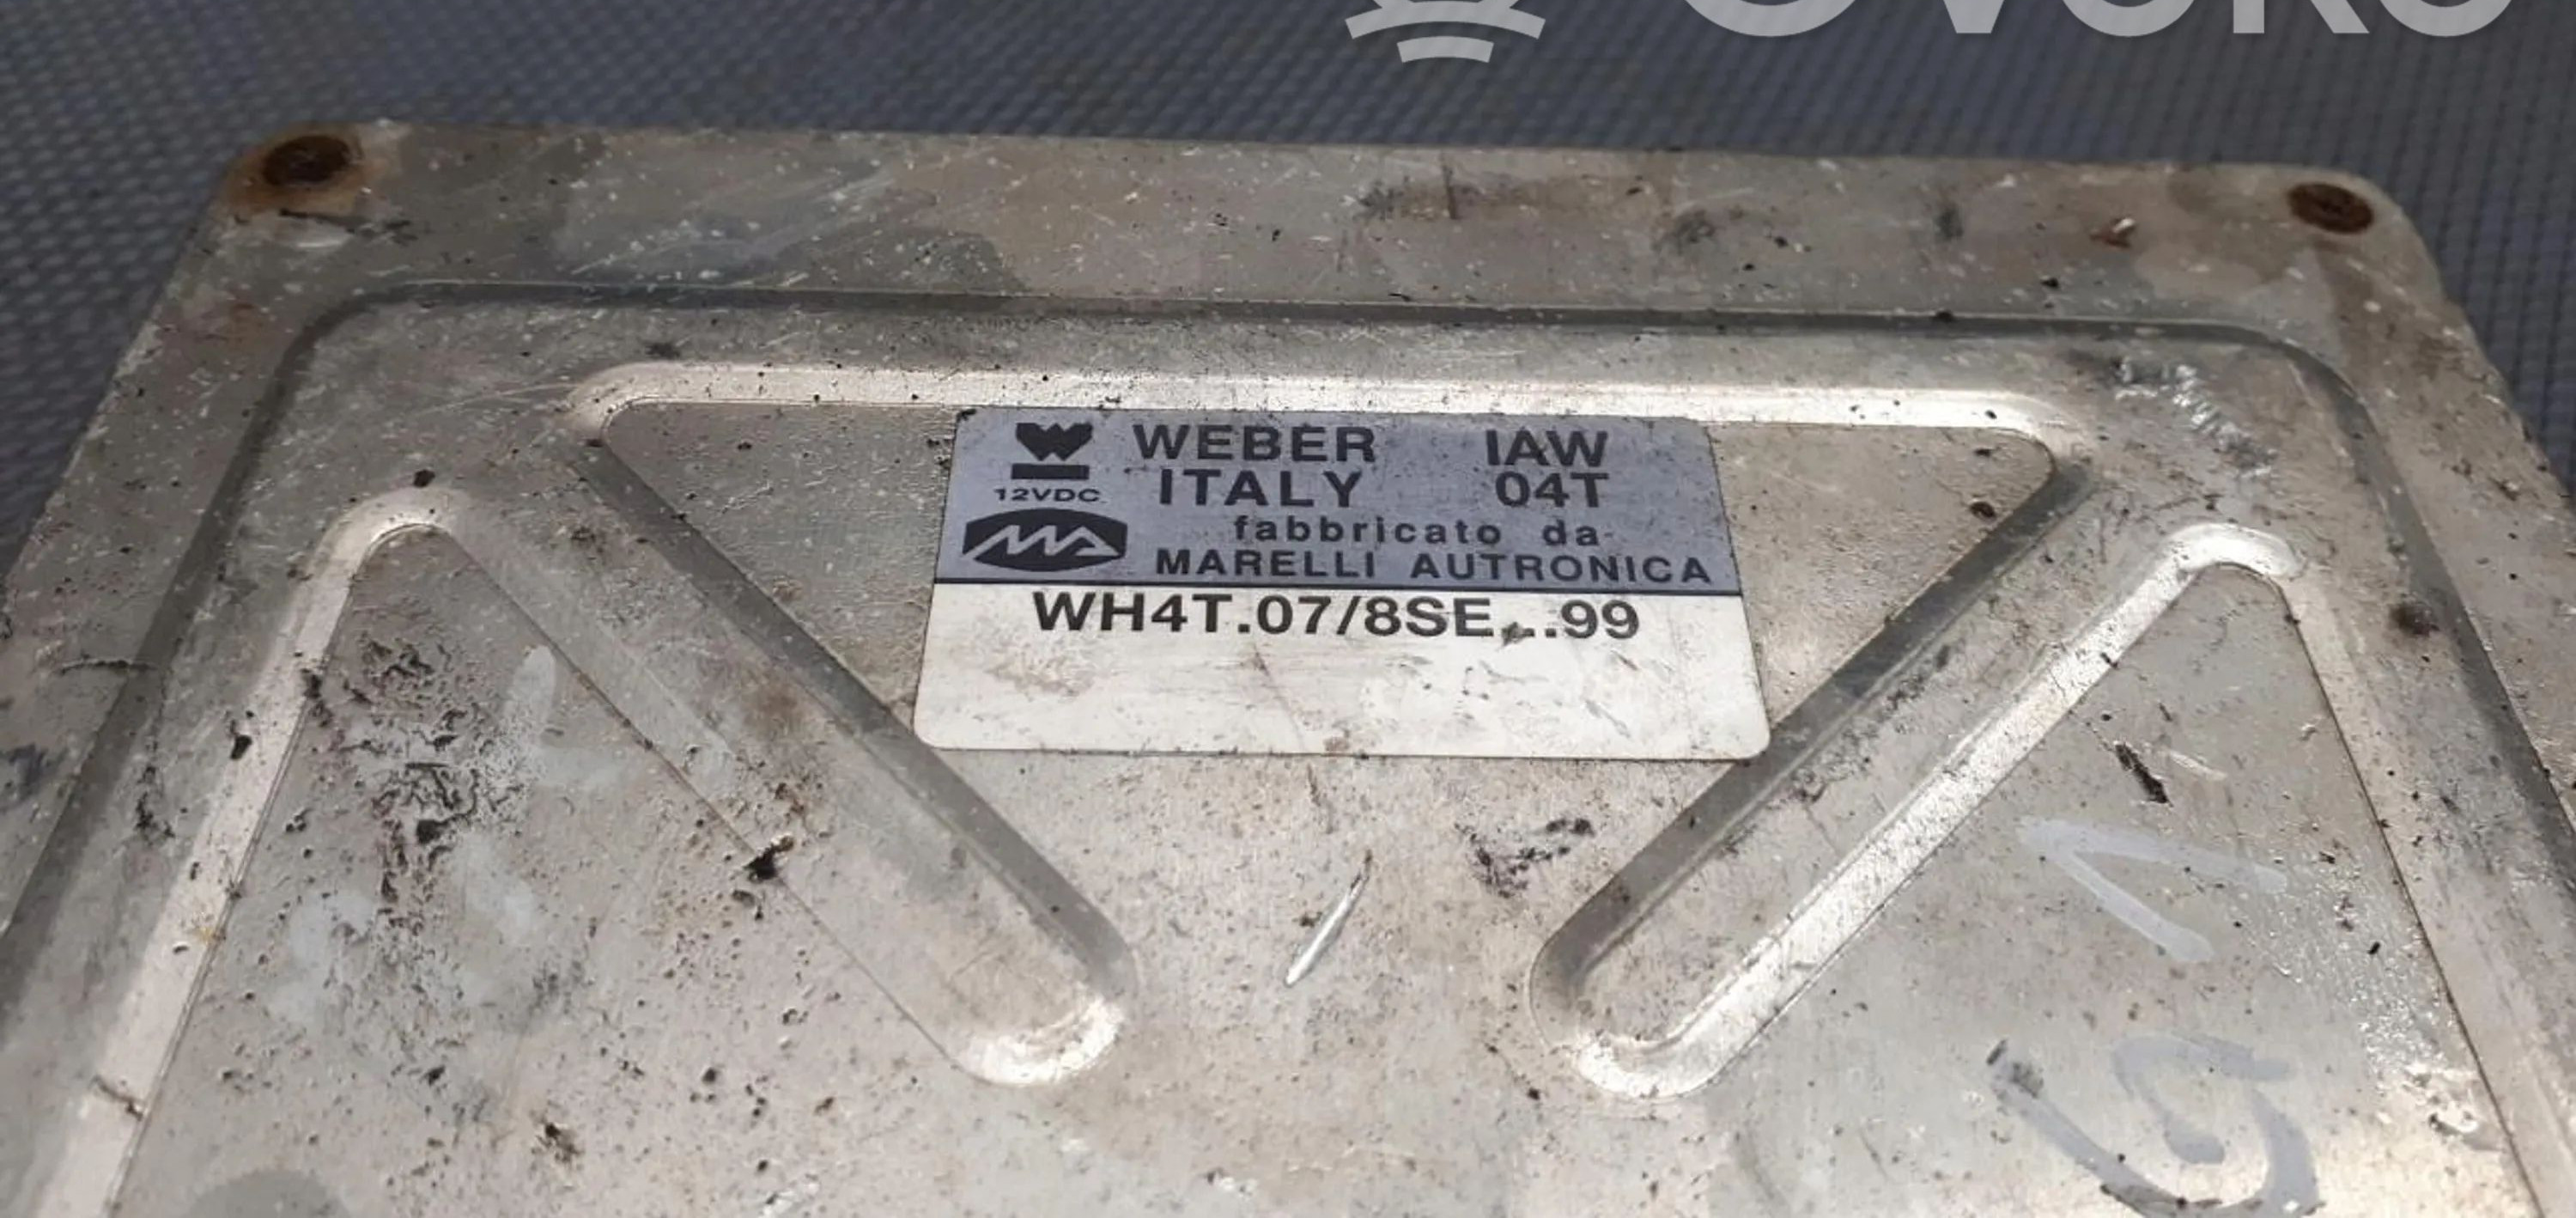 WEBER IAW
ITALY 04T
12VDC
fabbricato da
MARELLI AUTRONICA
WH4T.07/8SE...99